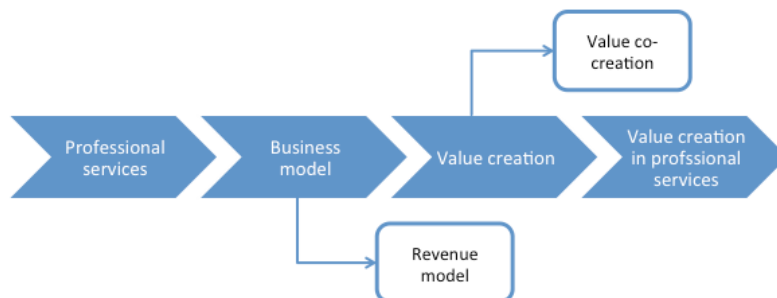 Value co-
creation
Professional
services
Business
model
Value creation
Value creation
in profssional
services
Revenue
model